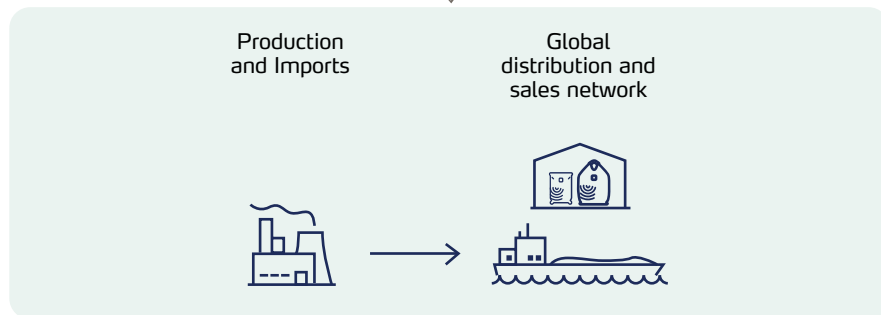 Production
and Imports
Global
distribution and
sales network